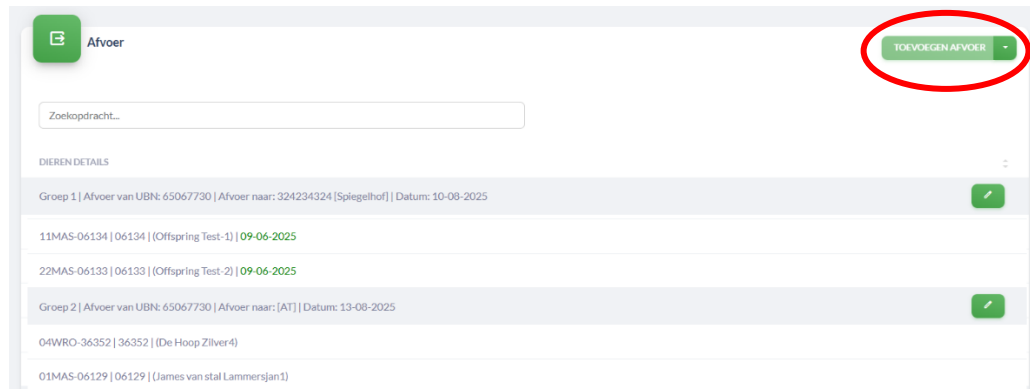 Afvoer
TOEVOEGEN AFVOER
Zoekopdracht...
DIEREN DETAILS
Groep 1 | Afvoer van UBN: 65067730 | Afvoer naar: 324234324 [Spiegelhof] | Datum: 10-08-2025
11MAS-06134 | 06134 | (Offspring Test-1) | 09-06-2025
22MAS-06133 | 06133 | (Offspring Test-2) | 09-06-2025
Groep 2 | Afvoer van UBN: 65067730 | Afvoer naar: [AT] | Datum: 13-08-2025
04WRO-36352 | 36352 | (De Hoop Zilver4)
01MAS-06129 | 06129 | (James van stal Lammersjan1)